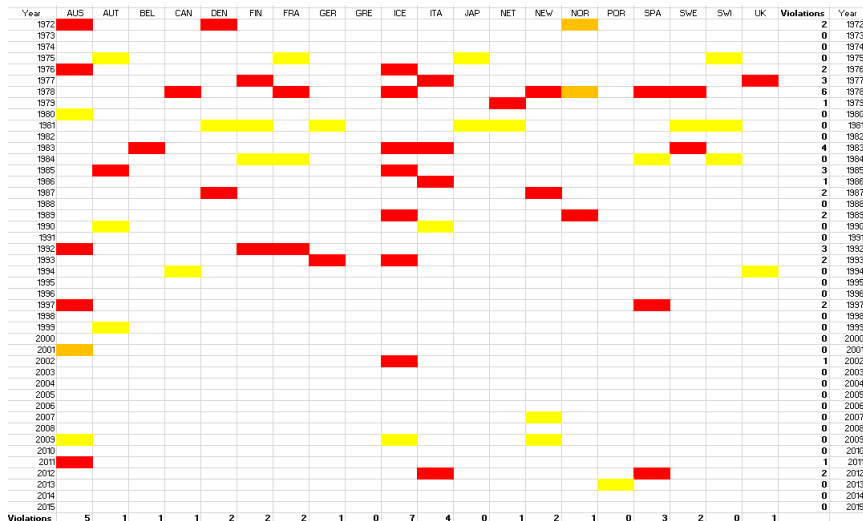 Year AUS AUT BEL CAN DEN FIN FRA GER GRE ICE ITA JAP NET NEW NOR POR SPA SWE SWI UK Violations Year
1972 2 1972
1973 0 1973
1974 0 1974
1975 0 1975
1976 2 1976
1977 3 1977
1978 6 1978
1979 1 1979
1980 0 1980
1981 0 1981
1982 0 1982
1983 4 1983
1984 0 1984
1985 3 1985
1986 1 1986
1987 2 1987
1988 0 1988
1989 2 1989
1990 0 1990
1991 0 1991
1992 3 1992
1993 2 1993
1994 0 1994
1995 0 1995
1996 0 1996
1997 2 1997
1998 0 1998
1999 0 1999
2000 0 2000
2001 0 2001
2002 1 2002
2003 0 2003
2004 0 2004
2005 0 2005
2006 0 2006
2007 0 2007
2008 0 2008
2009 0 2009
2010 0 2010
2011 1 2011
2012 2 2012
2013 0 2013
2014 0 2014
2015 0 2015
Violations 5 1 1 1 2 2 2 1 0 7 4 0 1 2 1 0 3 2 0 1